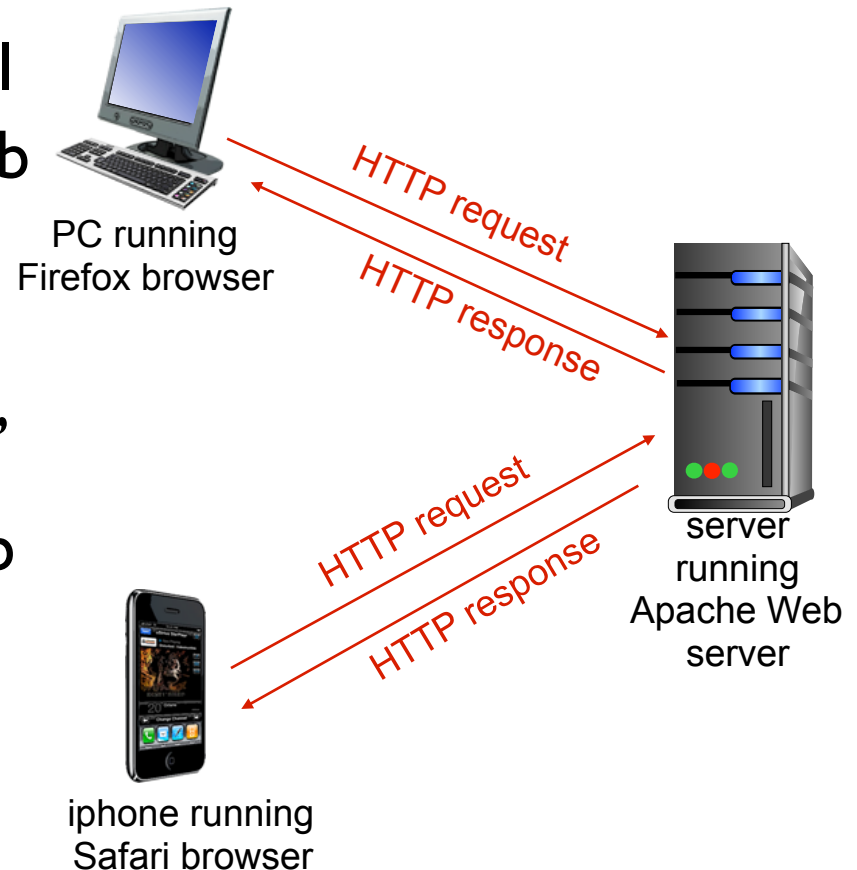 l
b
PC running
Firefox browser
HTTP request
HTTP response
,
o
HTTP request
HTTP response
server
running
Apache Web
server
iphone running
Safari browser